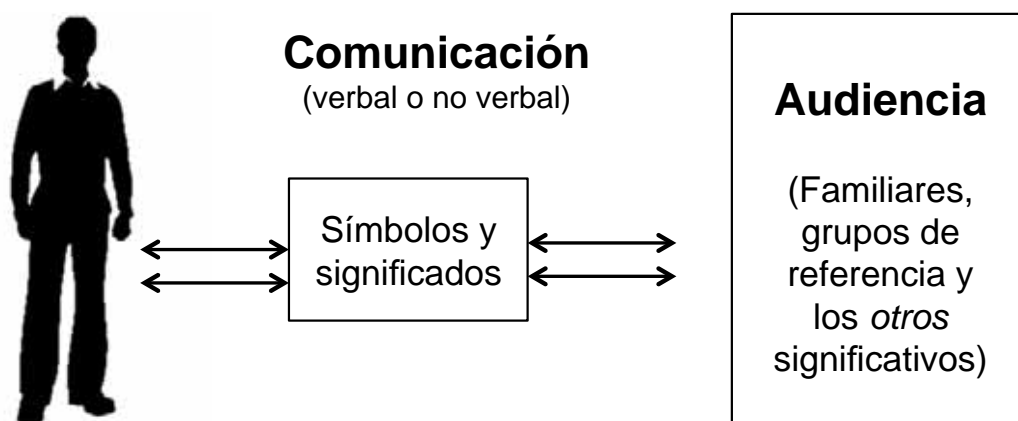 Comunicación
(verbal o no verbal)
Símbolos y
significados
Audiencia
(Familiares,
grupos de
referencia y
los otros
significativos)